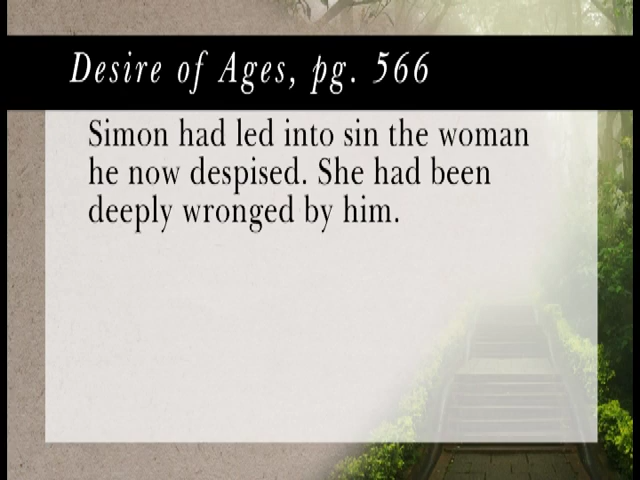 Desire of Ages, pg. 566
Simon had led into sin the woman
he now despised. She had been
deeply wronged by him.